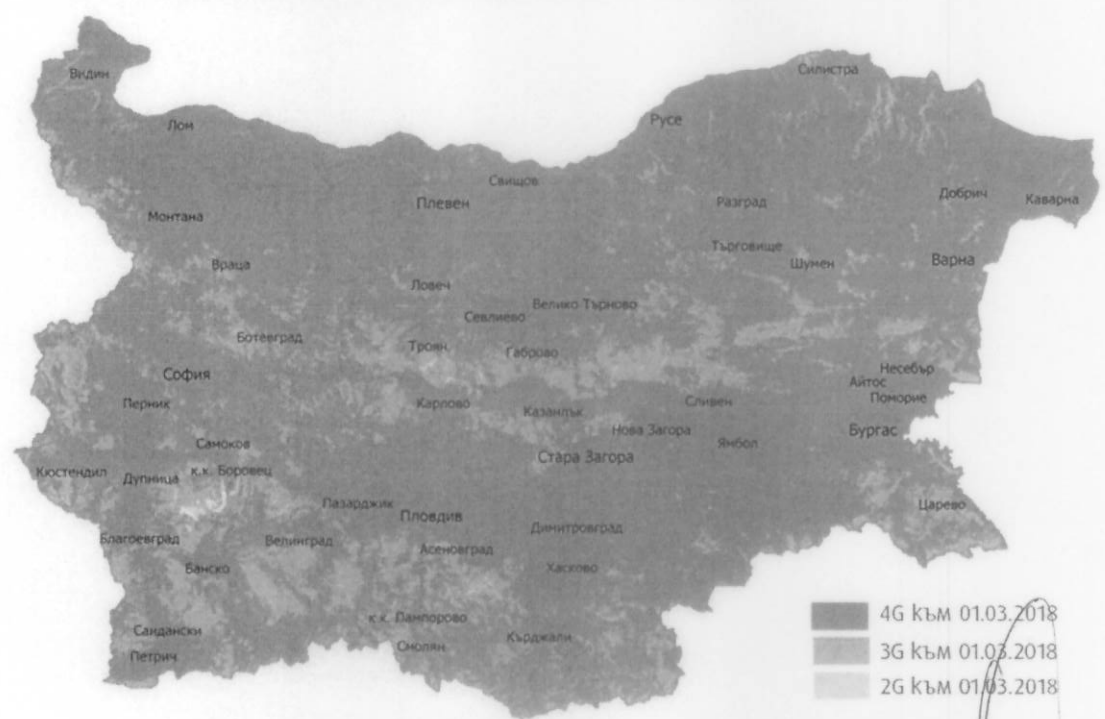 Видин
Силистра
Лом
Русе
Свищов
Плевен
Разград
Добрич
Каварна
Монтана
Търговище
Шумен
Варна
Враца
Ловеч
Велико Търново
Севлиево
Ботевград
Троян
Габрово
София
Несебър
Айтос
Поморие
Перник
Карлово
Казанлък
Сливен
Нова Загора
Ямбол
Бургас
Самоков
Стара Загора
Кюстендил
Дупница
к.к. Боровец
Пазарджик
Пловдив
Димитровград
Царево
Благоевград
Велинград
Асеновград
Банско
Хасково
к.к. Пампорово
Сандански
Смолян
Кърджали
Петрич
4G към 01.03.2018
3G към 01.03.2018
2G към 01.03.2018